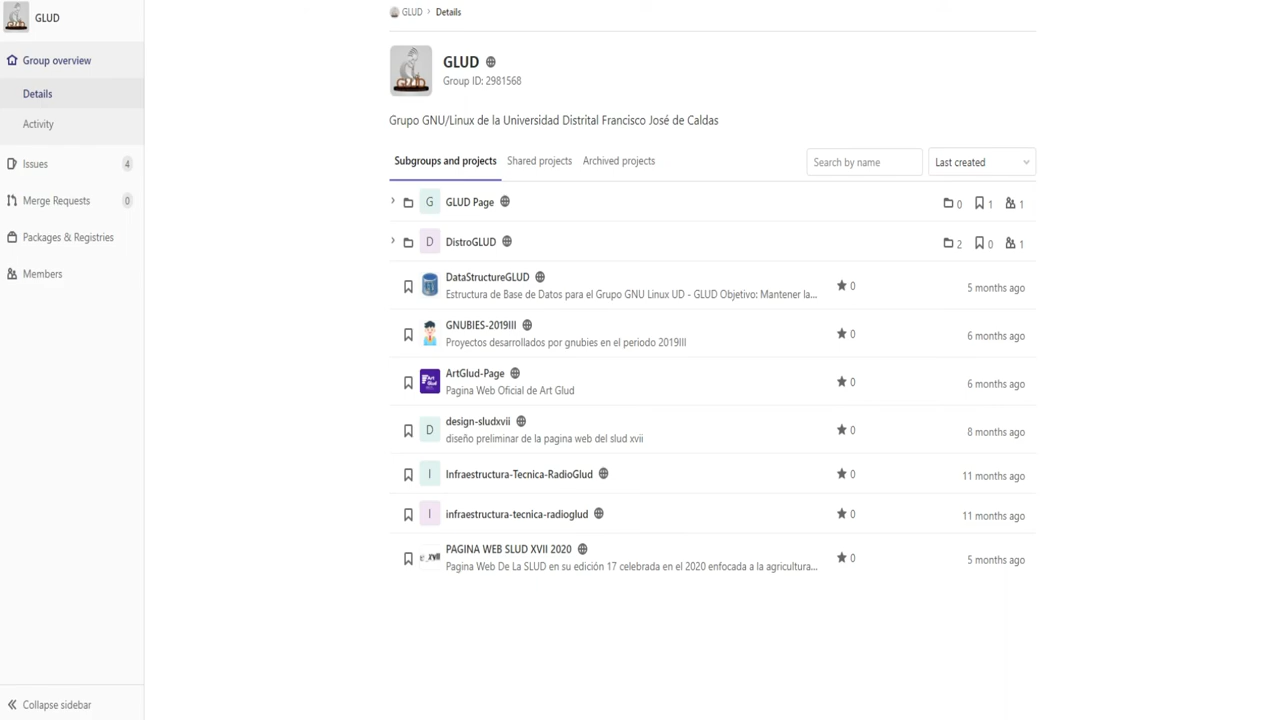 GLUD
Group overview
Details
Activity
Issues 4
Merge Requests 0
Packages & Registries
Members
Collapse sidebar
GLUD › Details
GLUD
Group ID: 2981568
Grupo GNU/Linux de la Universidad Distrital Francisco José de Caldas
Subgroups and projects Shared projects Archived projects Search by name Last created
G GLUD Page 0 1 1
D DistroGLUD 2 0 1
DataStructureGLUD
Estructura de Base de Datos para el Grupo GNU Linux UD - GLUD Objetivo: Mantener la... 0 5 months ago
GNUBIES-2019III
Proyectos desarrollados por gnubies en el periodo 2019III 0 6 months ago
ArtGlud-Page
Pagina Web Oficial de Art Glud 0 6 months ago
D design-sludxvii
diseño preliminar de la pagina web del slud xvii 0 8 months ago
I Infraestructura-Tecnica-RadioGlud 0 11 months ago
I infraestructura-tecnica-radioglud 0 11 months ago
PAGINA WEB SLUD XVII 2020
Pagina Web De La SLUD en su edición 17 celebrada en el 2020 enfocada a la agricultura... 0 5 months ago